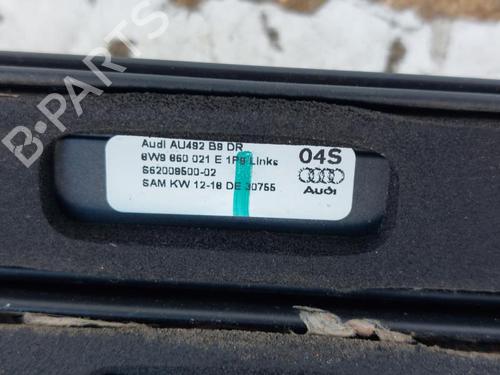 Audi AU492 B9 DR
8W9 860 021 E 1P9 Links
S62009500-02
SAM KW 12-18 DE 30755
04S
Audi
B-PARTS